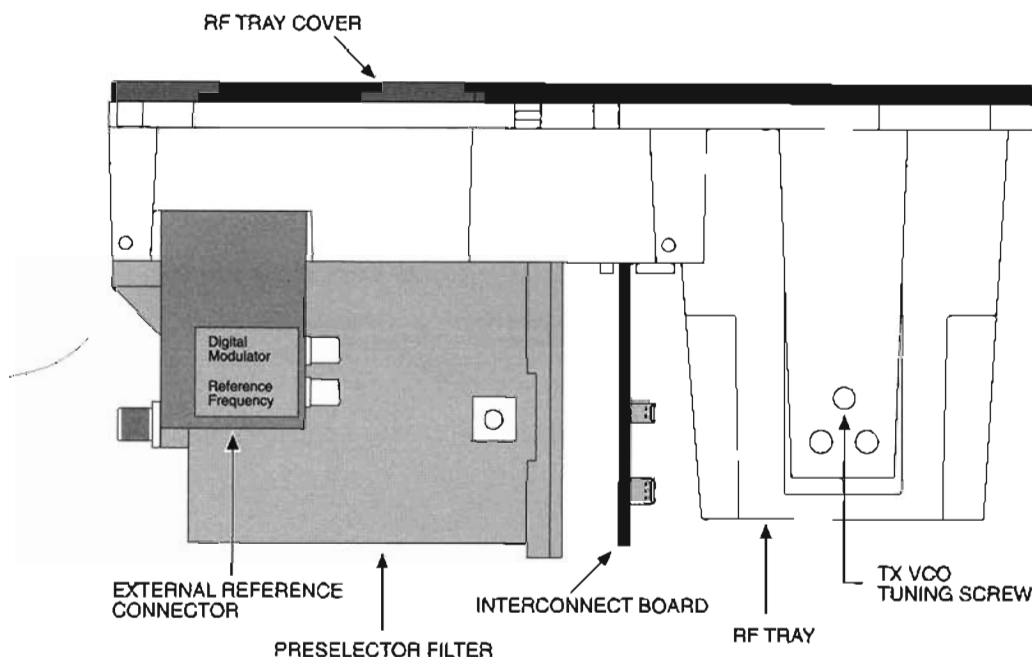 RF TRAY COVER
Digital
Modulator
Reference
Frequency
EXTERNAL REFERENCE
CONNECTOR
PRESELECTOR FILTER
INTERCONNECT BOARD
RF TRAY
TX VCO
TUNING SCREW